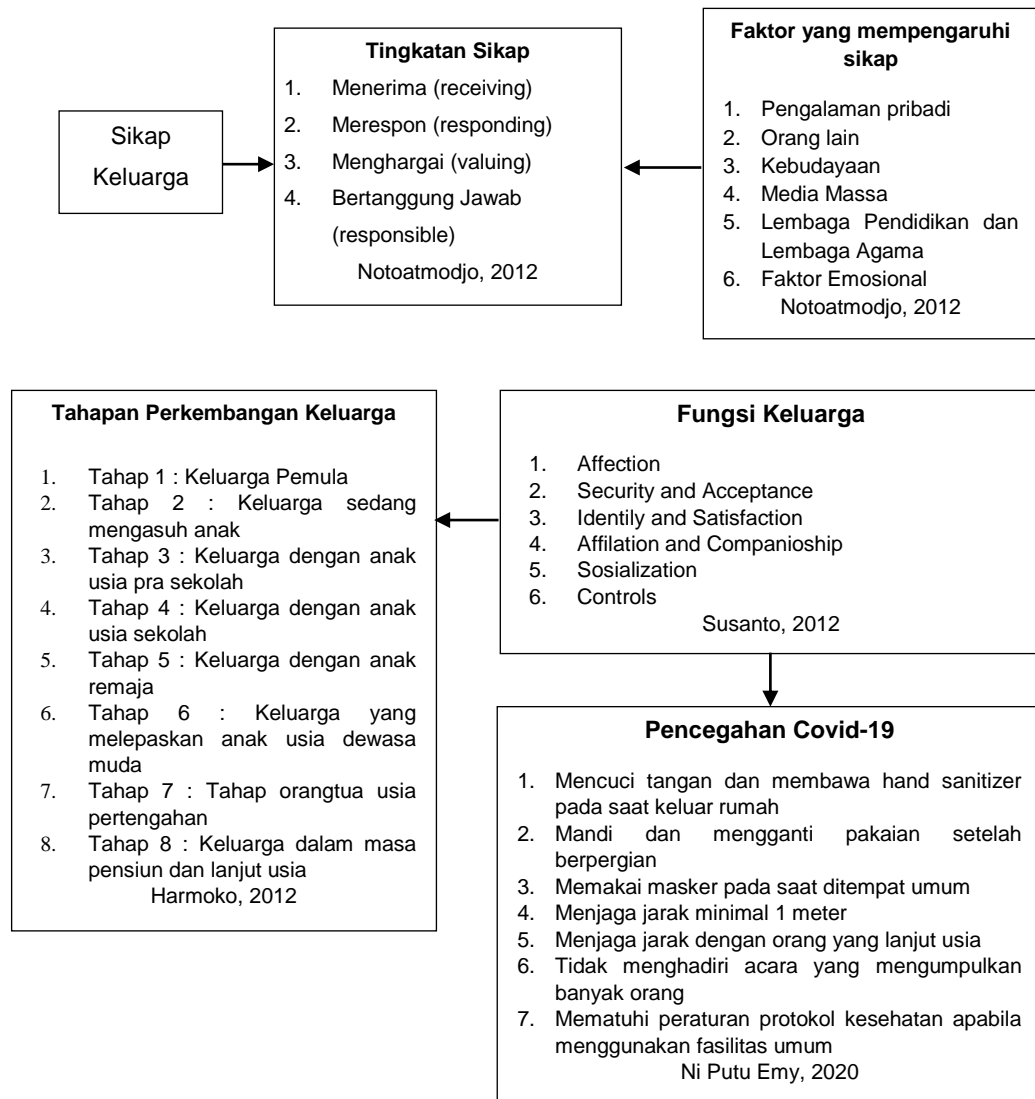 Sikap
Keluarga
Tingkatan Sikap
1. Menerima (receiving)
2. Merespon (responding)
3. Menghargai (valuing)
4. Bertanggung Jawab
(responsible)
Notoatmodjo, 2012
Faktor yang mempengaruhi
sikap
1. Pengalaman pribadi
2. Orang lain
3. Kebudayaan
4. Media Massa
5. Lembaga Pendidikan dan
Lembaga Agama
6. Faktor Emosional
Notoatmodjo, 2012
Tahapan Perkembangan Keluarga
1. Tahap 1 : Keluarga Pemula
2. Tahap 2 : Keluarga sedang
mengasuh anak
3. Tahap 3 : Keluarga dengan anak
usia pra sekolah
4. Tahap 4 : Keluarga dengan anak
usia sekolah
5. Tahap 5 : Keluarga dengan anak
remaja
6. Tahap 6 : Keluarga yang
melepaskan anak usia dewasa
muda
7. Tahap 7 : Tahap orangtua usia
pertengahan
8. Tahap 8 : Keluarga dalam masa
pensiun dan lanjut usia
Harmoko, 2012
Fungsi Keluarga
1. Affection
2. Security and Acceptance
3. Identily and Satisfaction
4. Affilation and Companioship
5. Sosialization
6. Controls
Susanto, 2012
Pencegahan Covid-19
1. Mencuci tangan dan membawa hand sanitizer
pada saat keluar rumah
2. Mandi dan mengganti pakaian setelah
berpergian
3. Memakai masker pada saat ditempat umum
4. Menjaga jarak minimal 1 meter
5. Menjaga jarak dengan orang yang lanjut usia
6. Tidak menghadiri acara yang mengumpulkan
banyak orang
7. Mematuhi peraturan protokol kesehatan apabila
menggunakan fasilitas umum
Ni Putu Emy, 2020